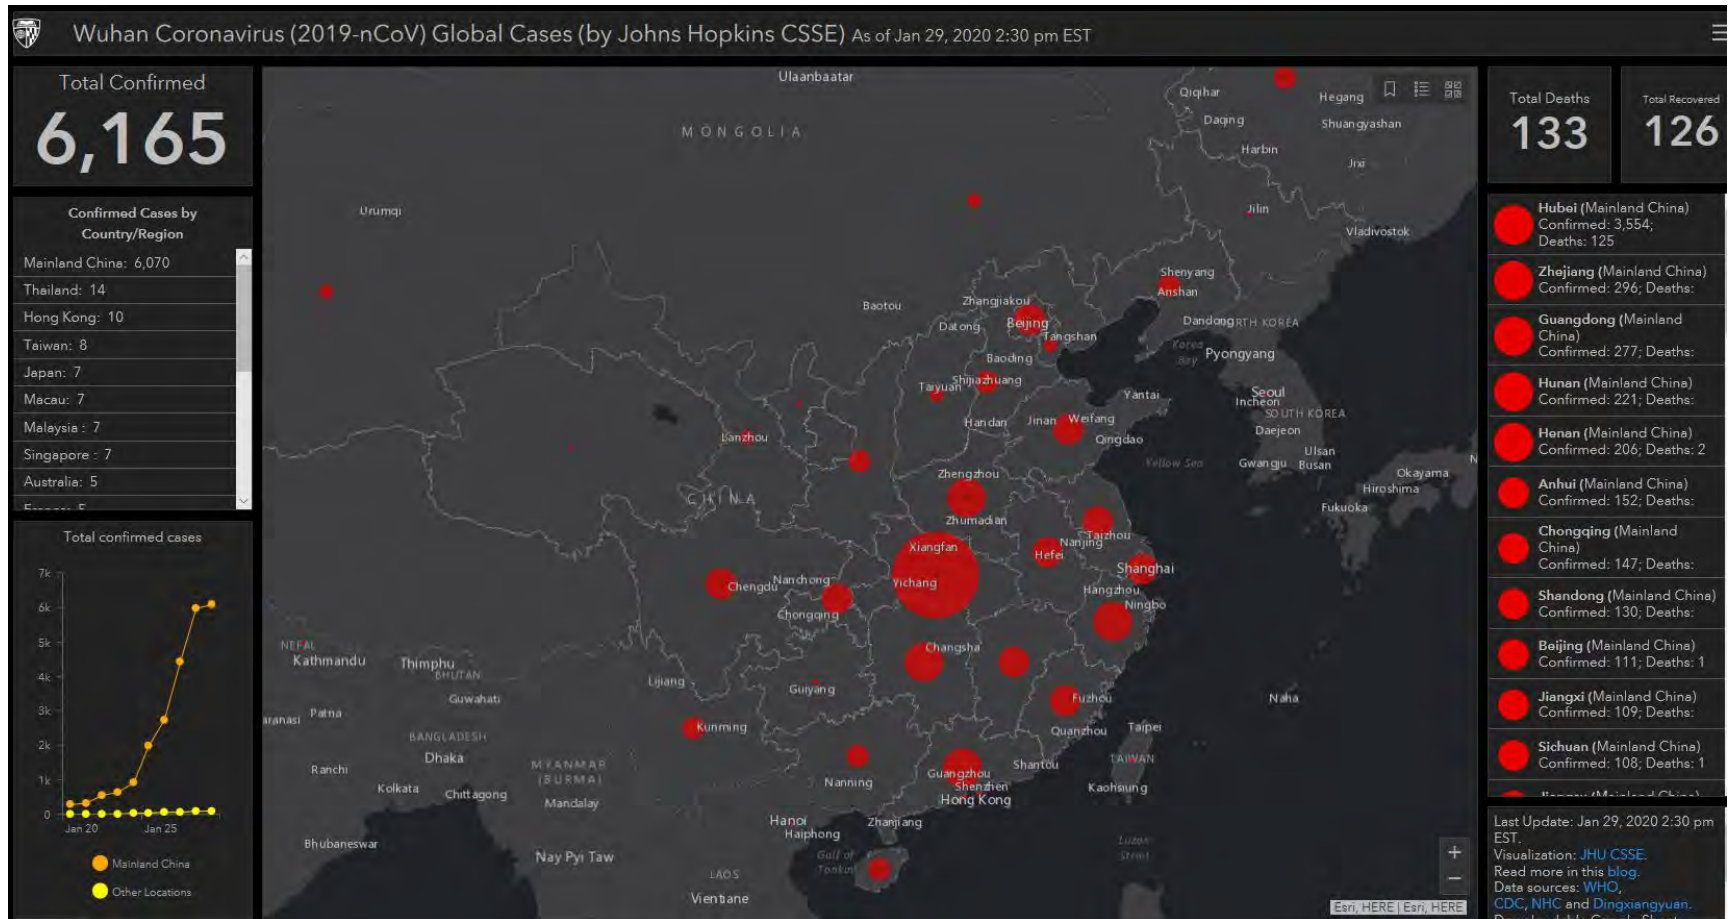 Wuhan Coronavirus (2019-nCoV) Global Cases (by Johns Hopkins CSSE) As of Jan 29, 2020 2:30 pm EST
Total Confirmed
6,165
Confirmed Cases by
Country/Region
Mainland China: 6,070
Thailand: 14
Hong Kong: 10
Taiwan: 8
Japan: 7
Macau: 7
Malaysia : 7
Singapore : 7
Australia: 5
Total confirmed cases
7k
6k
5k
4k
3k
2k
1k
0
Jan 20
Jan 25
Mainland China
Other Locations
Ulaanbaatar
MONGOLIA
Qiqihar
Hegang
Daqing
Shuangyashan
Harbin
Jixi
Urumqi
Jilin
Vladivostok
Shenyang
Anshan
Zhangjiakou
Baotou
Datong
Beijing
Tangshan
Dandong
RTH KOREA
Korea
Bay
Pyongyang
Baoding
Shijiazhuang
Taiyuan
Yantai
Seoul
Incheon
SOUTH KOREA
Handan
Jinan
Weifang
Daejeon
Lanzhou
Qingdao
Ulsan
Yellow Sea
Gwangju
Busan
Okayama
Zhengzhou
Hiroshima
CHINA
Fukuoka
Zhumadian
Taizhou
Xiangfan
Nanjing
Hefei
Shanghai
Nanchong
Yichang
Chengdu
Hangzhou
Ningbo
Chongqing
NEPAL
Kathmandu
Thimphu
BHUTAN
Changsha
Lijiang
Guiyang
Guwahati
Fuzhou
Naha
aranasi
Patna
Kunming
Quanzhou
Taipei
BANGLADESH
Dhaka
MYANMAR
(BURMA)
TAIWAN
Ranchi
Shantou
Guangzhou
Nanning
Shenzhen
Kaohsiung
Kolkata
Chittagong
Mandalay
Hong Kong
Hanoi
Haiphong
Zhanjiang
Bhubaneswar
Luzon
Strait
Nay Pyi Taw
Gulf of
Tonkin
LAOS
Vientiane
+
−
Esri, HERE | Esri, HERE
Total Deaths
133
Total Recovered
126
Hubei (Mainland China)
Confirmed: 3,554;
Deaths: 125
Zhejiang (Mainland China)
Confirmed: 296; Deaths:
Guangdong (Mainland
China)
Confirmed: 277; Deaths:
Hunan (Mainland China)
Confirmed: 221; Deaths:
Henan (Mainland China)
Confirmed: 206; Deaths: 2
Anhui (Mainland China)
Confirmed: 152; Deaths:
Chongqing (Mainland
China)
Confirmed: 147; Deaths:
Shandong (Mainland China)
Confirmed: 130; Deaths:
Beijing (Mainland China)
Confirmed: 111; Deaths: 1
Jiangxi (Mainland China)
Confirmed: 109; Deaths:
Sichuan (Mainland China)
Confirmed: 108; Deaths: 1
Last Update: Jan 29, 2020 2:30 pm
EST.
Visualization: JHU CSSE.
Read more in this blog.
Data sources: WHO,
CDC, NHC and Dingxiangyuan.